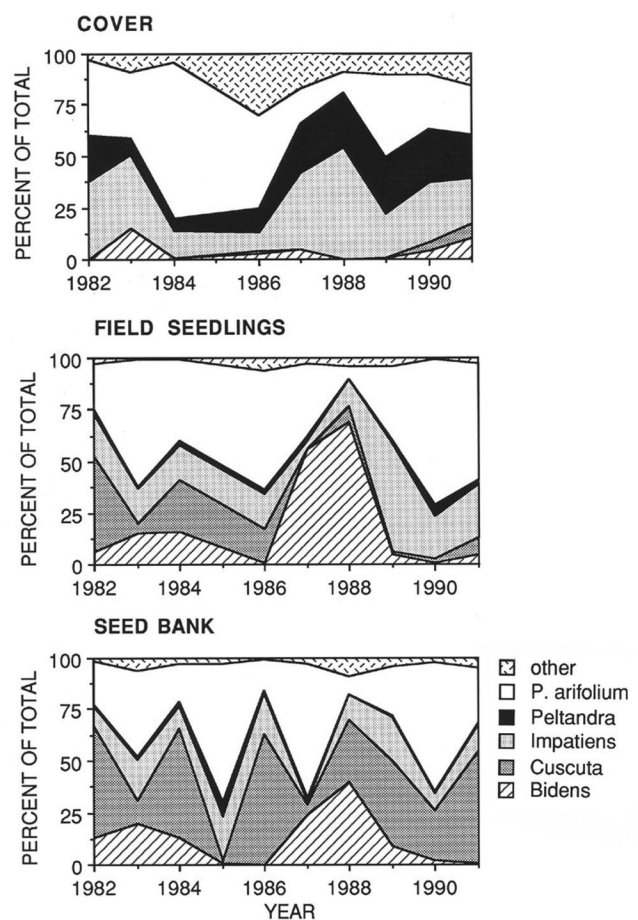 COVER
PERCENT OF TOTAL
100
75
50
25
0
1982 1984 1986 1988 1990
FIELD SEEDLINGS
PERCENT OF TOTAL
100
75
50
25
0
1982 1984 1986 1988 1990
SEED BANK
PERCENT OF TOTAL
100
75
50
25
0
1982 1984 1986 1988 1990
YEAR
other
P. arifolium
Peltandra
Impatiens
Cuscuta
Bidens